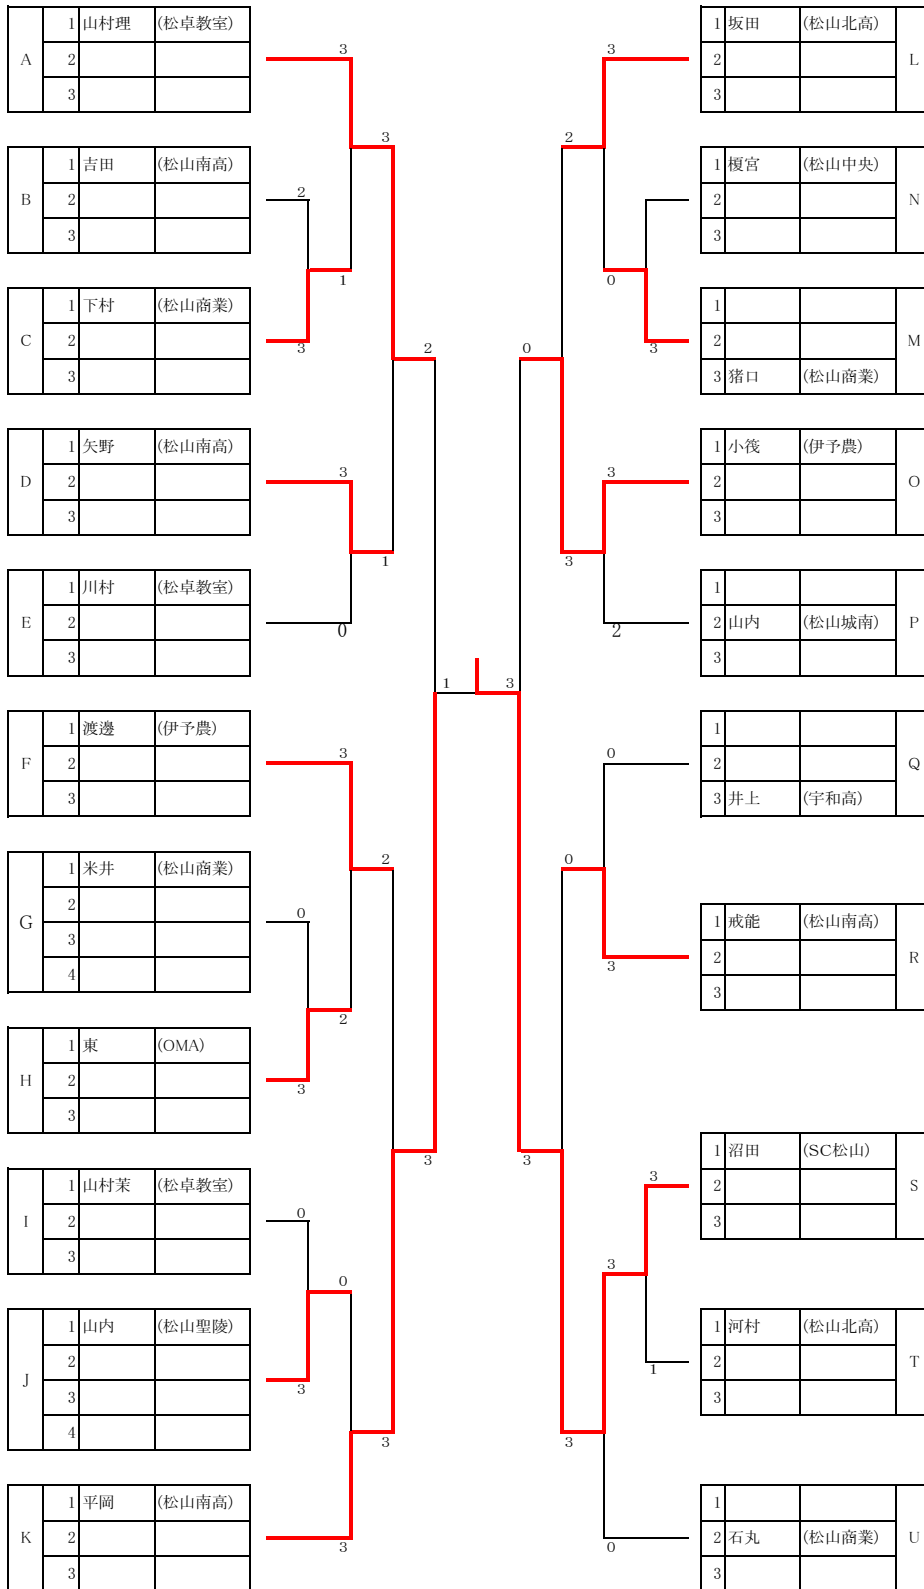 A
1 山村理 (松卓教室)
2
3
B
1 吉田 (松山南高)
2
3
C
1 下村 (松山商業)
2
3
D
1 矢野 (松山南高)
2
3
E
1 川村 (松卓教室)
2
3
F
1 渡邊 (伊予農)
2
3
G
1 米井 (松山商業)
2
3
4
H
1 東 (OMA)
2
3
I
1 山村茉 (松卓教室)
2
3
J
1 山内 (松山聖陵)
2
3
4
K
1 平岡 (松山南高)
2
3
3
3
2
1
3
2
3
1
0
1
3
2
0
2
3
3
0
0
3
3
3
3
2
0
3
0
3
3
2
3
0
0
3
3
3
3
1
3
0
1 坂田 (松山北高)
2
3
L
1 榎宮 (松山中央)
2
3
N
1
2
3 猪口 (松山商業)
M
1 小筏 (伊予農)
2
3
O
1
2 山内 (松山城南)
3
P
1
2
3 井上 (宇和高)
Q
1 戒能 (松山南高)
2
3
R
1 沼田 (SC松山)
2
3
S
1 河村 (松山北高)
2
3
T
1
2 石丸 (松山商業)
3
U